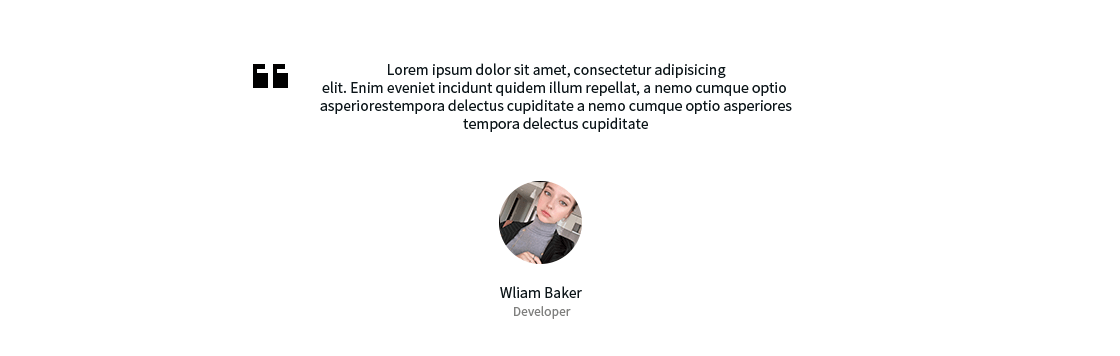 Lorem ipsum dolor sit amet, consectetur adipisicing
elit. Enim eveniet incidunt quidem illum repellat, a nemo cumque optio
asperiorestempora delectus cupiditate a nemo cumque optio asperiores
tempora delectus cupiditate
Wliam Baker
Developer